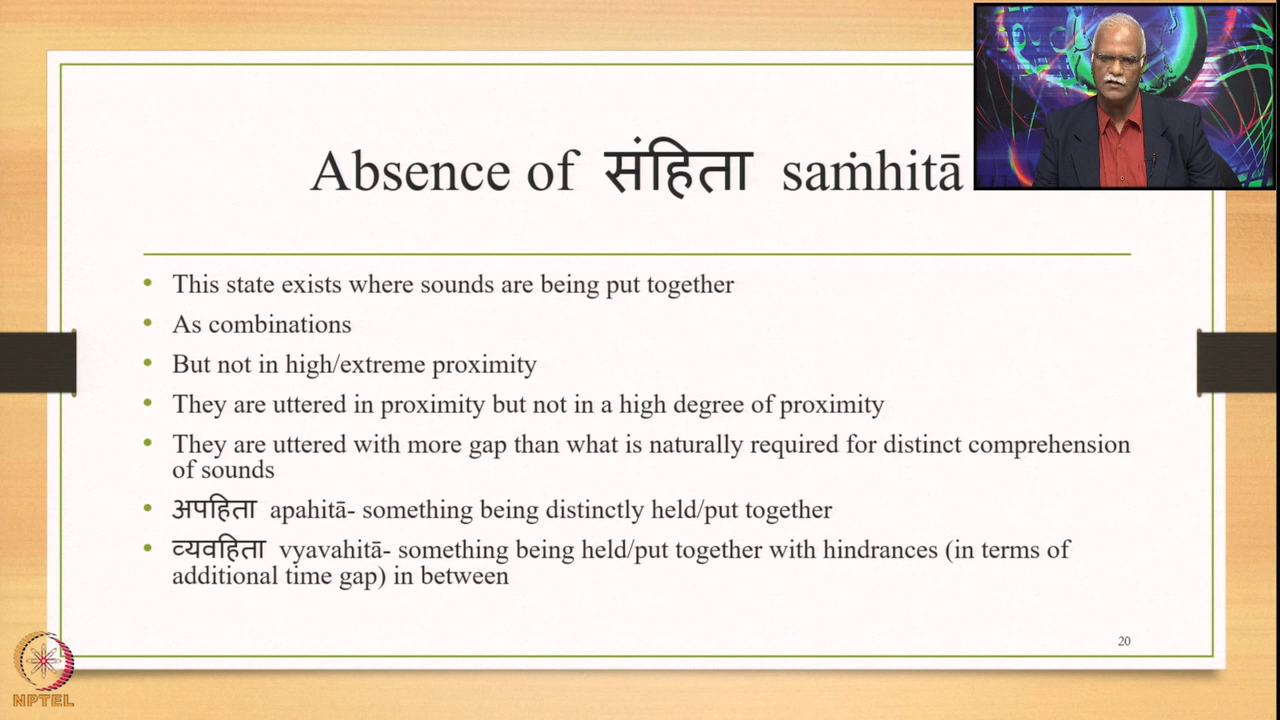 Absence of संहिता saṁhitā
• This state exists where sounds are being put together
• As combinations
• But not in high/extreme proximity
• They are uttered in proximity but not in a high degree of proximity
• They are uttered with more gap than what is naturally required for distinct comprehension
of sounds
• अपहिता apahitā- something being distinctly held/put together
• व्यवहिता vyavahitā- something being held/put together with hindrances (in terms of
additional time gap) in between
20
NPTEL